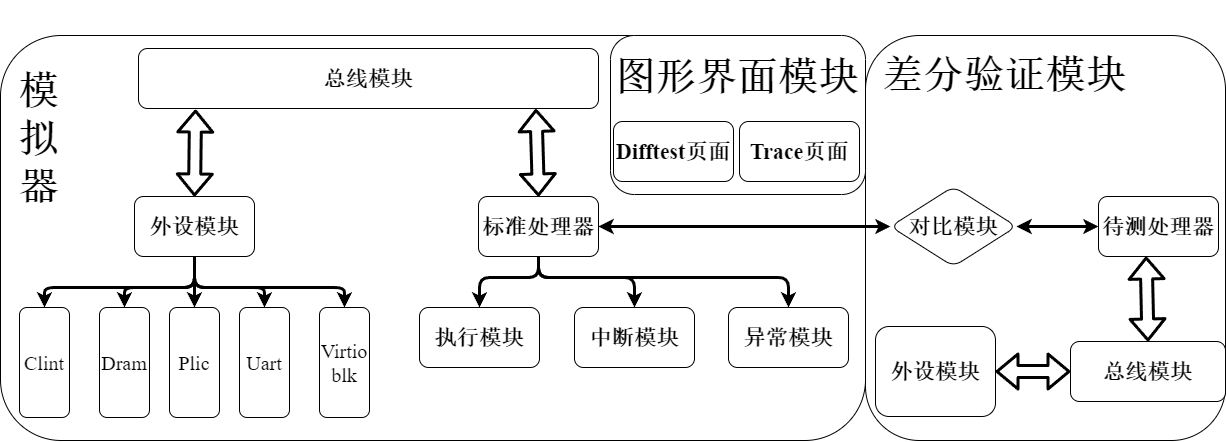 模
拟
器
总线模块
图形界面模块
Difftest页面
Trace页面
差分验证模块
外设模块
标准处理器
对比模块
待测处理器
Clint
Dram
Plic
Uart
Virtio
blk
执行模块
中断模块
异常模块
外设模块
总线模块